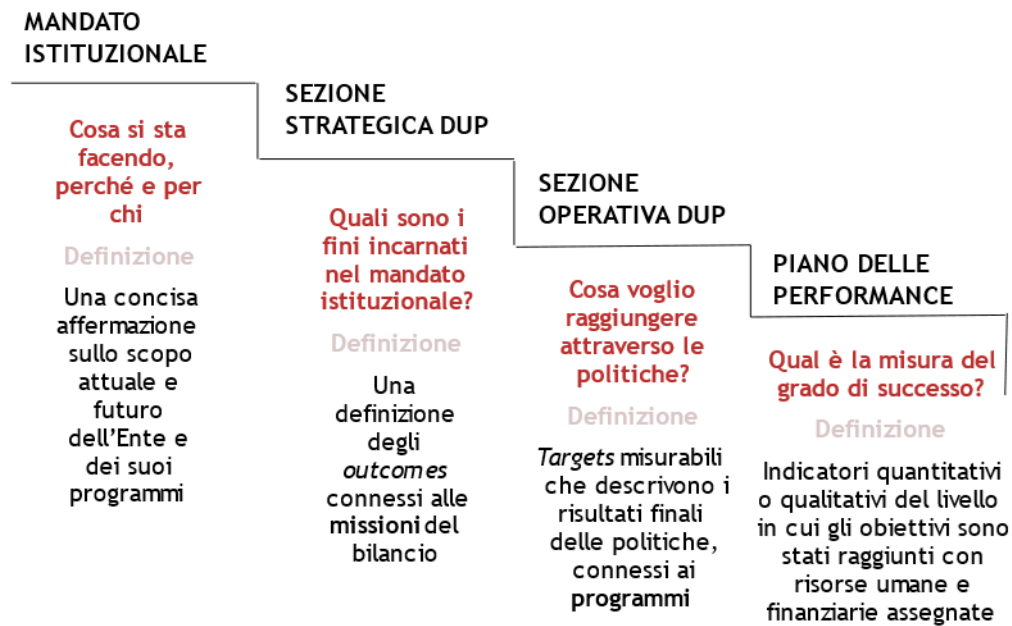 MANDATO
ISTITUZIONALE
Cosa si sta
facendo,
perché e per
chi
Definizione
Una concisa
affermazione
sullo scopo
attuale e
futuro
dell’Ente e
dei suoi
programmi
SEZIONE
STRATEGICA DUP
Quali sono i
fini incarnati
nel mandato
istituzionale?
Definizione
Una
definizione
degli
outcomes
connessi alle
missioni del
bilancio
SEZIONE
OPERATIVA DUP
Cosa voglio
raggiungere
attraverso le
politiche?
Definizione
Targets misurabili
che descrivono i
risultati finali
delle politiche,
connessi ai
programmi
PIANO DELLE
PERFORMANCE
Qual è la misura del
grado di successo?
Definizione
Indicatori quantitativi
o qualitativi del livello
in cui gli obiettivi sono
stati raggiunti con
risorse umane e
finanziarie assegnate